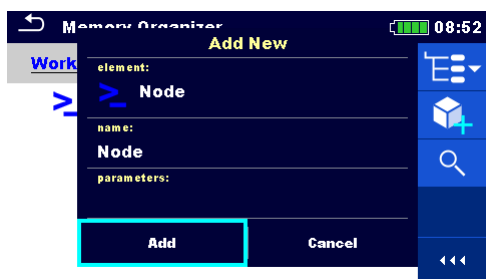 Memory Organizer
08:52
Add New
Work
element:
Node
name:
Node
parameters:
Add
Cancel